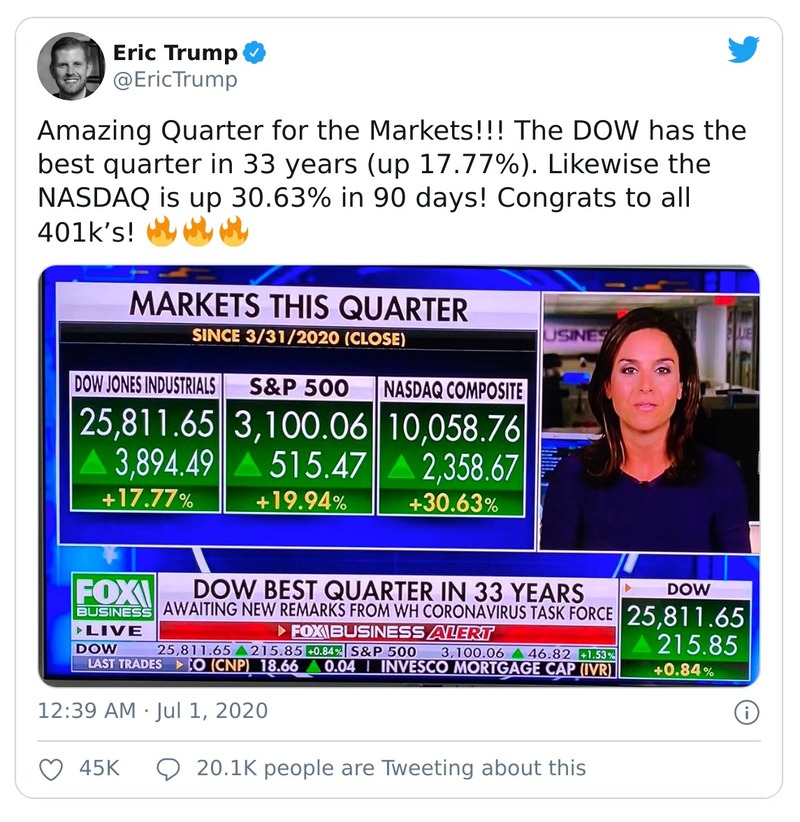 Eric Trump
@EricTrump
Amazing Quarter for the Markets!!! The DOW has the
best quarter in 33 years (up 17.77%). Likewise the
NASDAQ is up 30.63% in 90 days! Congrats to all
401k’s! 🔥🔥🔥
MARKETS THIS QUARTER
SINCE 3/31/2020 (CLOSE)
DOW JONES INDUSTRIALS
25,811.65
▲ 3,894.49
+17.77%
S&P 500
3,100.06
▲ 515.47
+19.94%
NASDAQ COMPOSITE
10,058.76
▲ 2,358.67
+30.63%
FOX
BUSINESS
LIVE
DOW BEST QUARTER IN 33 YEARS
AWAITING NEW REMARKS FROM WH CORONAVIRUS TASK FORCE
FOX BUSINESS ALERT
DOW 25,811.65 ▲ 215.85 +0.84% S&P 500 3,100.06 ▲ 46.82 +1.53%
LAST TRADES (CNP) 18.66 ▲ 0.04 | INVESCO MORTGAGE CAP (IVR)
DOW
25,811.65
▲ 215.85
+0.84%
12:39 AM · Jul 1, 2020
45K 20.1K people are Tweeting about this